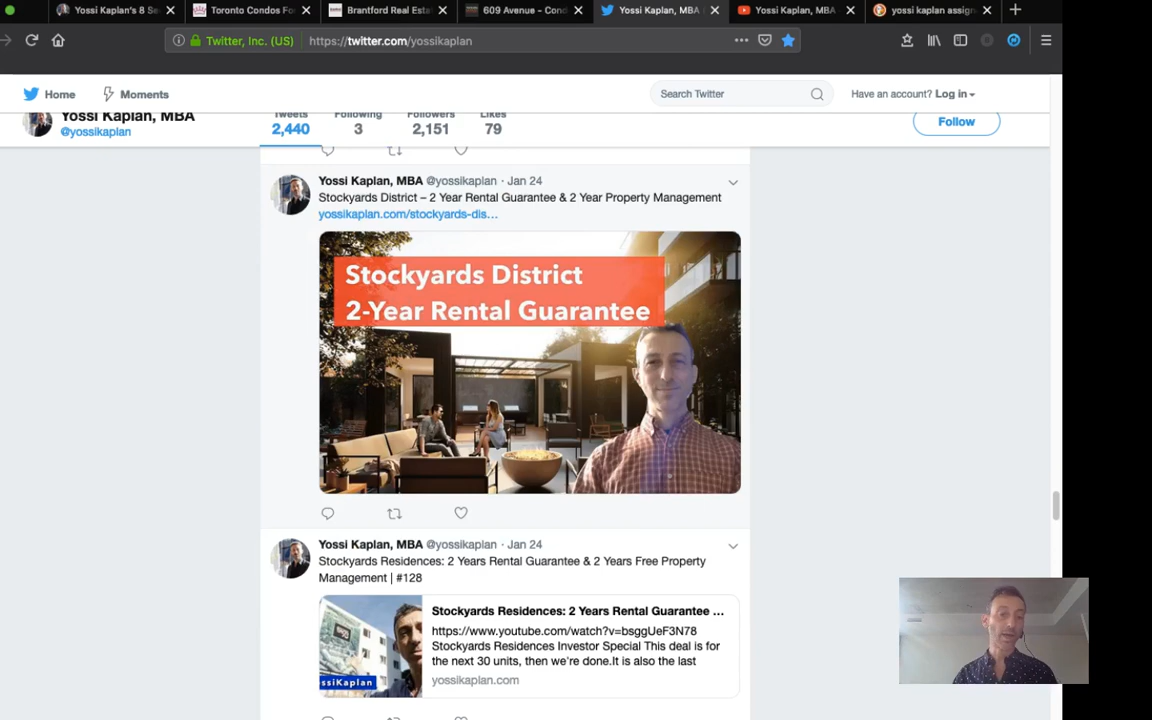 Yossi Kaplan's 8 Se
Toronto Condos Fo
Brantford Real Esta
609 Avenue – Cond
Yossi Kaplan, MBA
Yossi Kaplan, MBA
yossi kaplan assign
Twitter, Inc. (US)
https://twitter.com/yossikaplan
Home
Moments
Search Twitter
Have an account? Log in
Yossi Kaplan, MBA
@yossikaplan
Tweets
2,440
Following
3
Followers
2,151
Likes
79
Follow
Yossi Kaplan, MBA @yossikaplan · Jan 24
Stockyards District – 2 Year Rental Guarantee & 2 Year Property Management
yossikaplan.com/stockyards-dis…
Stockyards District
2-Year Rental Guarantee
Yossi Kaplan, MBA @yossikaplan · Jan 24
Stockyards Residences: 2 Years Rental Guarantee & 2 Years Free Property
Management | #128
Stockyards Residences: 2 Years Rental Guarantee ...
https://www.youtube.com/watch?v=bsggUeF3N78
Stockyards Residences Investor Special This deal is for
the next 30 units, then we're done.It is also the last
yossikaplan.com
ssiKaplan